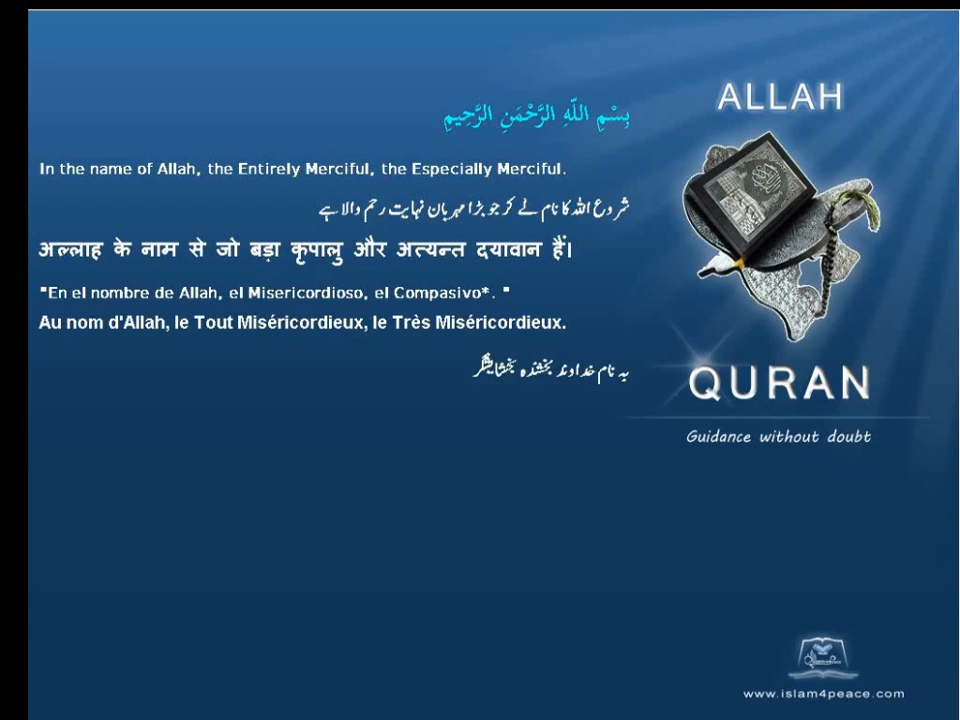 بِسْمِ اللَّهِ الرَّحْمَنِ الرَّحِيمِ
In the name of Allah, the Entirely Merciful, the Especially Merciful.
شروع الله کا نام لے کر جو بڑا مہربان نہایت رحم والا ہے
अल्लाह के नाम से जो बड़ा कृपालु और अत्यन्त दयावान हैं।
"En el nombre de Allah, el Misericordioso, el Compasivo*. "
Au nom d'Allah, le Tout Miséricordieux, le Très Miséricordieux.
به نام خداوند بخشنده بخشایشگر
ALLAH
QURAN
Guidance without doubt
www.islam4peace.com